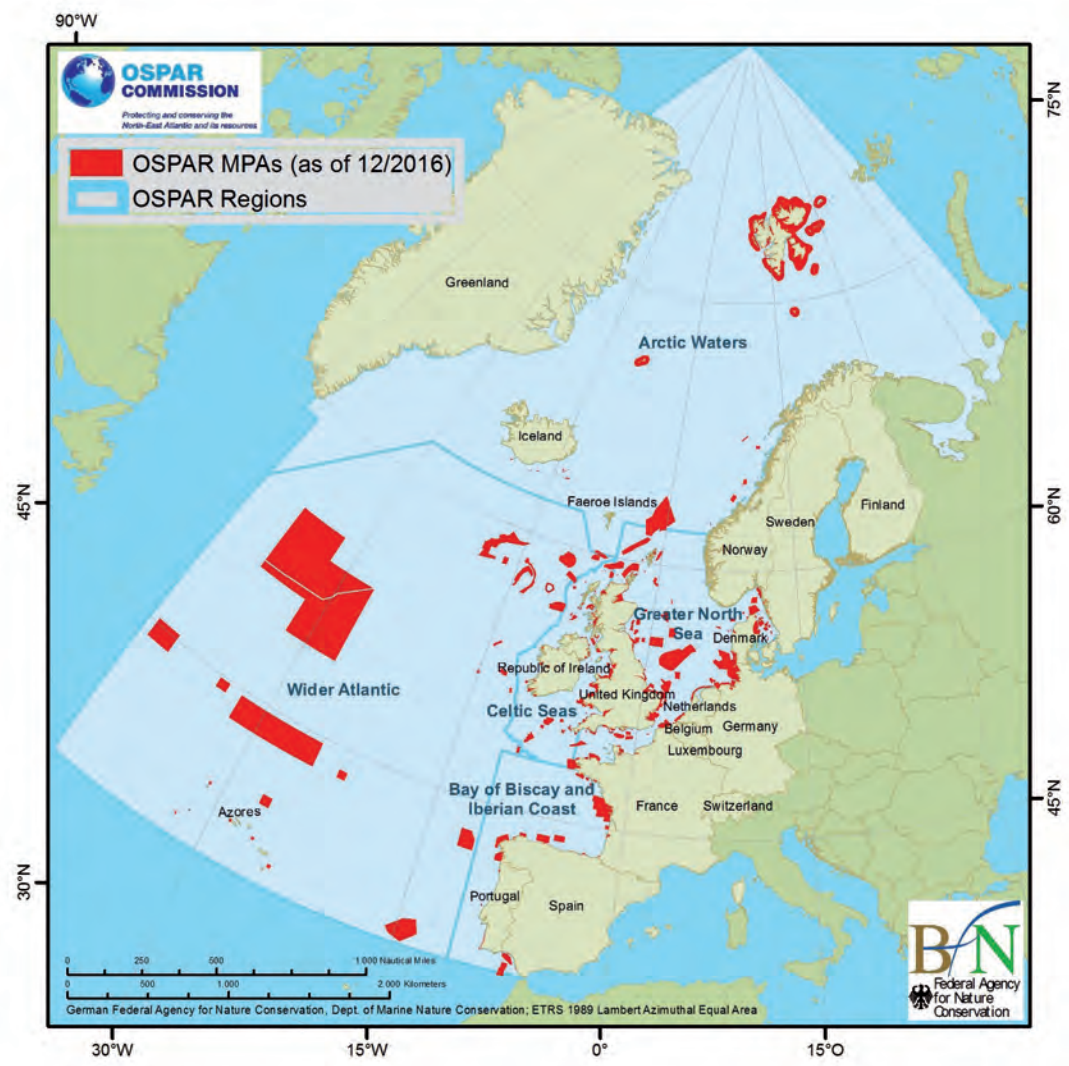 90°W
OSPAR
COMMISSION
Protecting and conserving the
North-East Atlantic and its resources
OSPAR MPAs (as of 12/2016)
OSPAR Regions
75°N
Greenland
Arctic Waters
Iceland
45°N
Faeroe Islands
60°N
Finland
Sweden
Norway
Greater North
Sea
Denmark
Republic of Ireland
Wider Atlantic
United Kingdom
Celtic Seas
Netherlands
Belgium
Germany
Luxembourg
Bay of Biscay and
Iberian Coast
France
Switzerland
45°N
Azores
30°N
Portugal
Spain
0 250 500 1.000 Nautical Miles
0 500 1.000 2.000 Kilometers
German Federal Agency for Nature Conservation, Dept. of Marine Nature Conservation; ETRS 1989 Lambert Azimuthal Equal Area
BfN
Federal Agency
for Nature
Conservation
30°W
15°W
0°
15°O